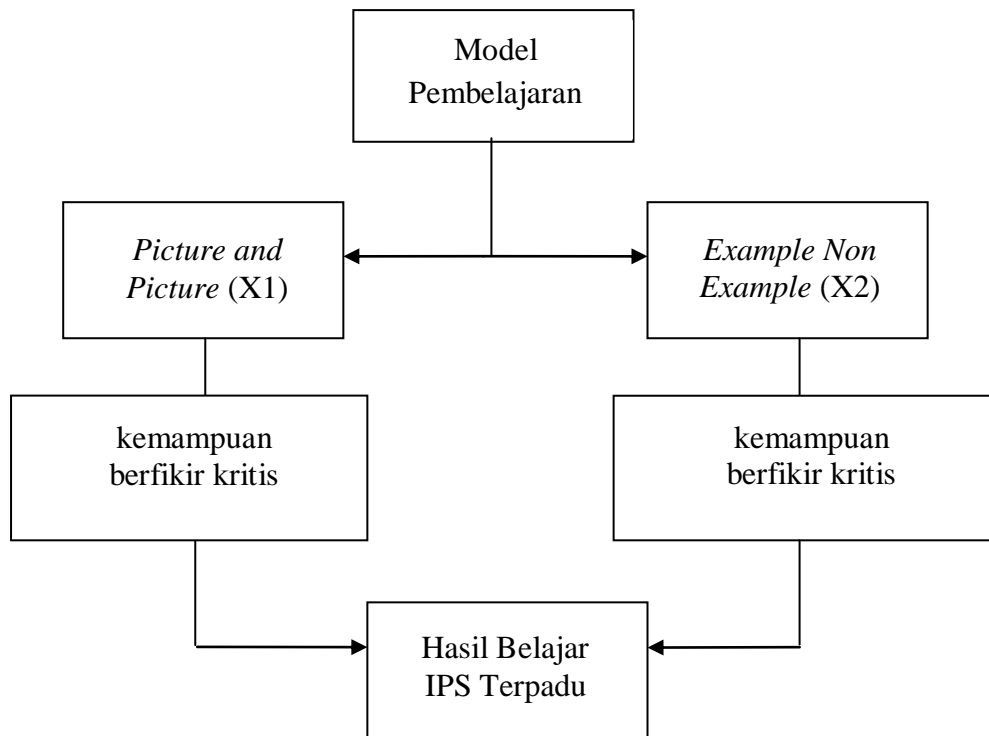 Model
Pembelajaran
Picture and
Picture (X1)
Example Non
Example (X2)
kemampuan
berfikir kritis
kemampuan
berfikir kritis
Hasil Belajar
IPS Terpadu